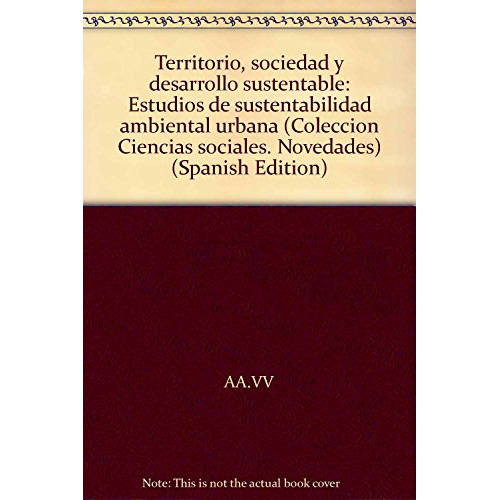 Territorio, sociedad y
desarrollo sustentable:
Estudios de sustentabilidad
ambiental urbana (Coleccion
Ciencias sociales. Novedades)
(Spanish Edition)
AA.VV
Note: This is not the actual book cover